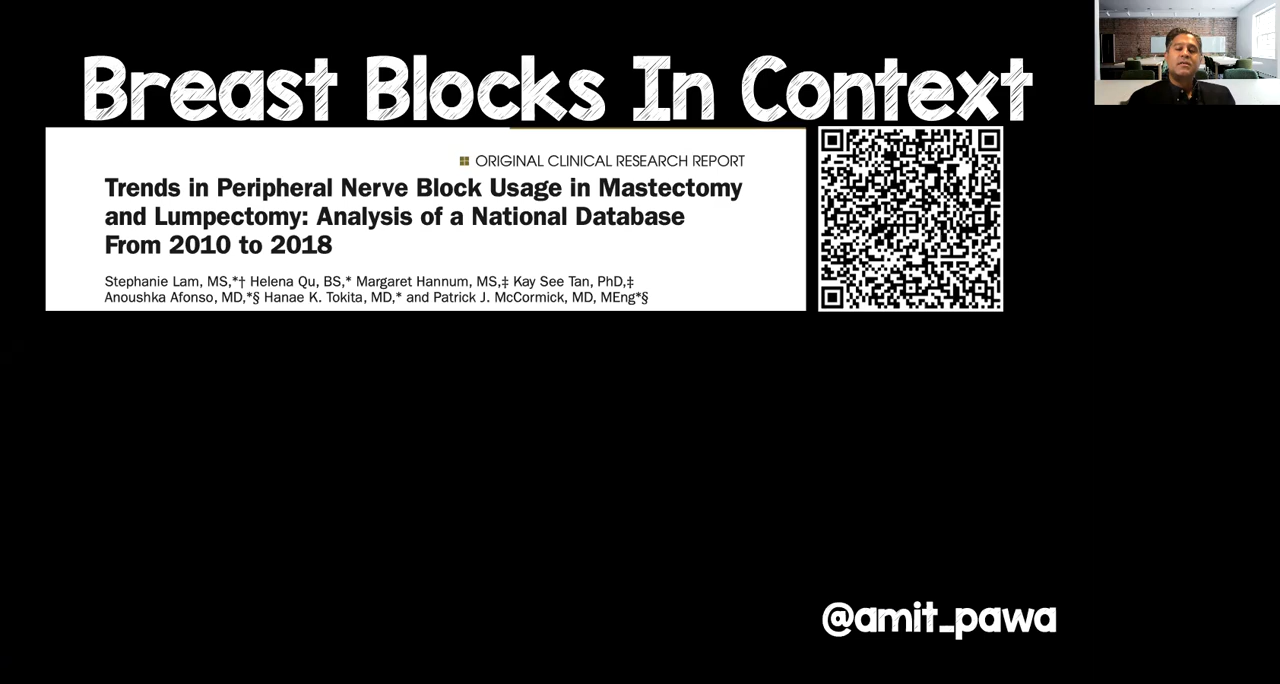 Breast Blocks In Context
ORIGINAL CLINICAL RESEARCH REPORT
Trends in Peripheral Nerve Block Usage in Mastectomy
and Lumpectomy: Analysis of a National Database
From 2010 to 2018
Stephanie Lam, MS,*† Helena Qu, BS,* Margaret Hannum, MS,‡ Kay See Tan, PhD,‡
Anoushka Afonso, MD,*§ Hanae K. Tokita, MD,* and Patrick J. McCormick, MD, MEng*§
@amit_pawa